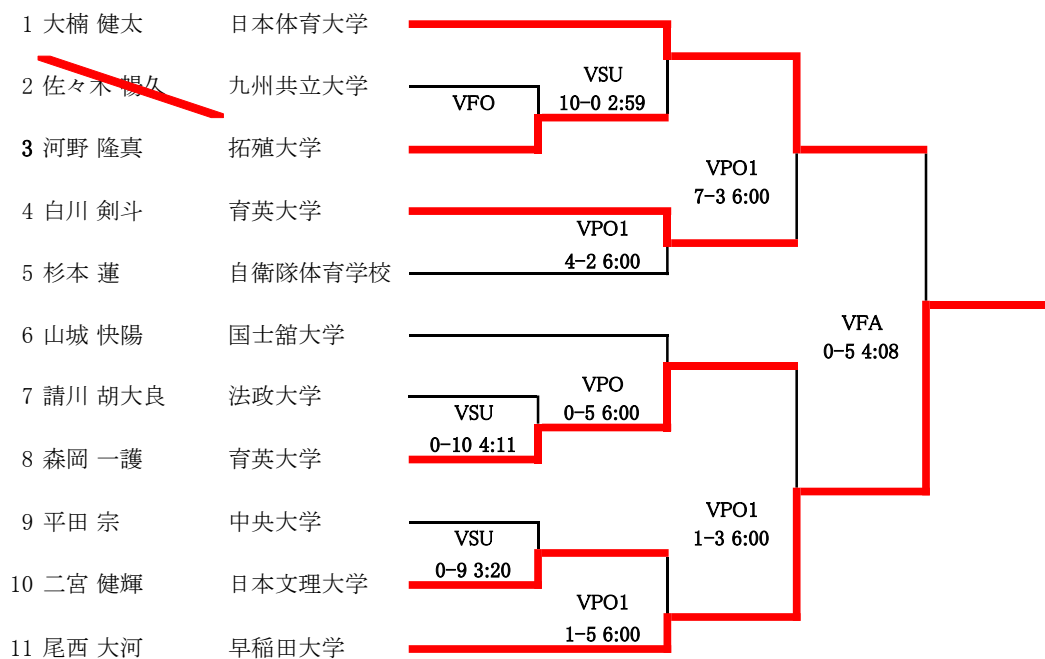 1 大楠 健太 日本体育大学
2 佐々木 暢久 九州共立大学
VFO
VSU
10-0 2:59
3 河野 隆真 拓殖大学
VPO1
7-3 6:00
4 白川 剣斗 育英大学
VPO1
4-2 6:00
5 杉本 蓮 自衛隊体育学校
VFA
0-5 4:08
6 山城 快陽 国士舘大学
7 請川 胡大良 法政大学
VPO
0-5 6:00
VSU
0-10 4:11
8 森岡 一護 育英大学
VPO1
1-3 6:00
9 平田 宗 中央大学
VSU
0-9 3:20
10 二宮 健輝 日本文理大学
VPO1
1-5 6:00
11 尾西 大河 早稲田大学